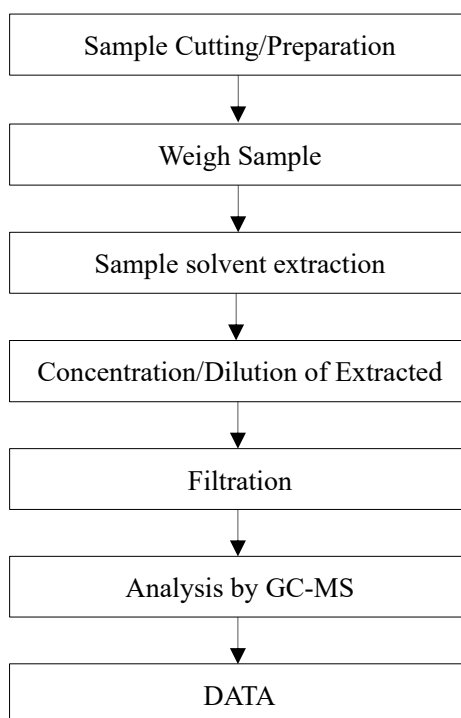 Sample Cutting/Preparation
Weigh Sample
Sample solvent extraction
Concentration/Dilution of Extracted
Filtration
Analysis by GC-MS
DATA